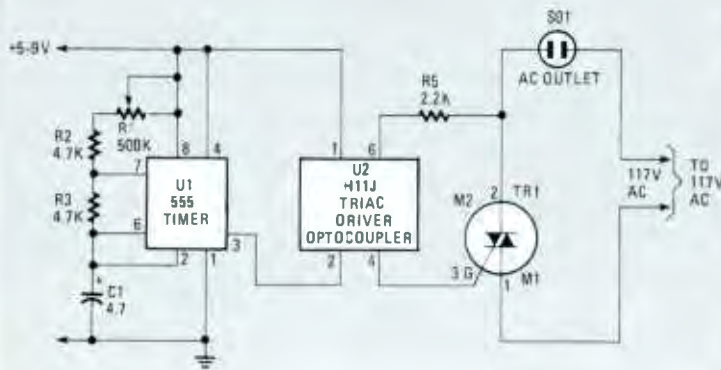 +5-9V
R1
500K
R2
4.7K
R3
4.7K
C1
4.7
+
7
6
8
4
2
1
3
U1
555
TIMER
1
6
2
4
U2
H11J
TRIAC
DRIVER
OPTOCOUPLER
R5
2.2K
SO1
AC OUTLET
M2
2
TR1
3 G
1
M1
117V
AC
TO
117V
AC